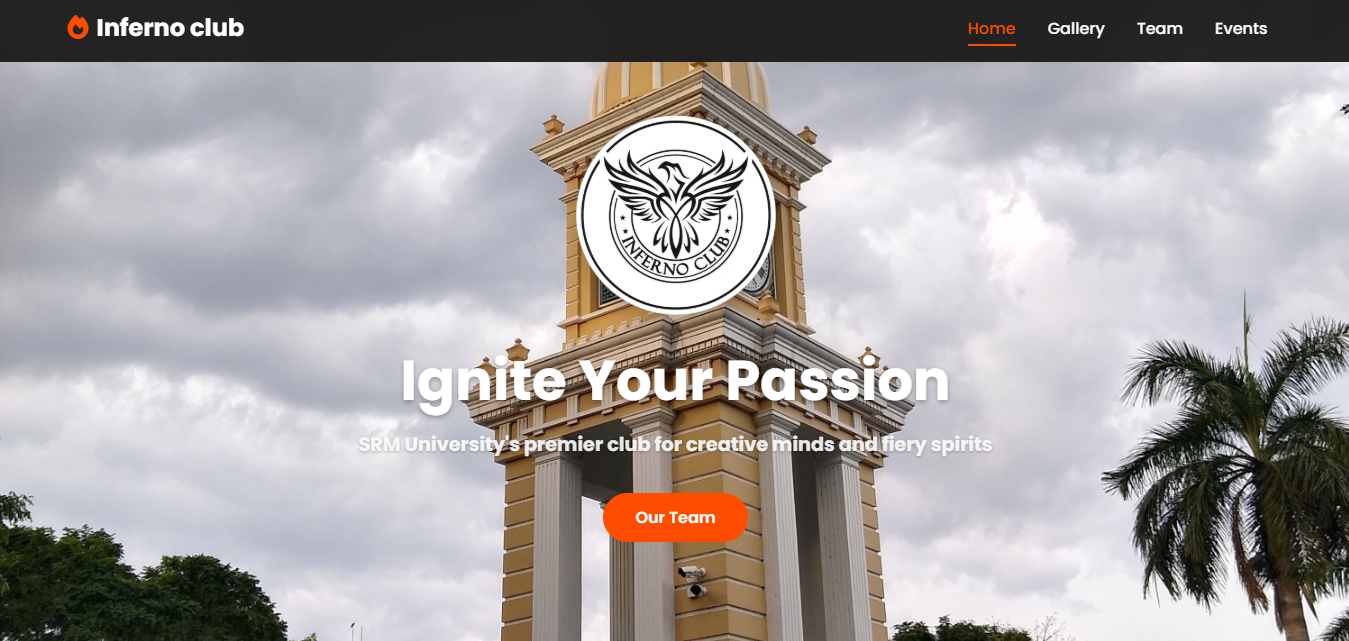 Inferno club
Home Gallery Team Events
INFERNO CLUB
Ignite Your Passion
SRM University's premier club for creative minds and fiery spirits
Our Team